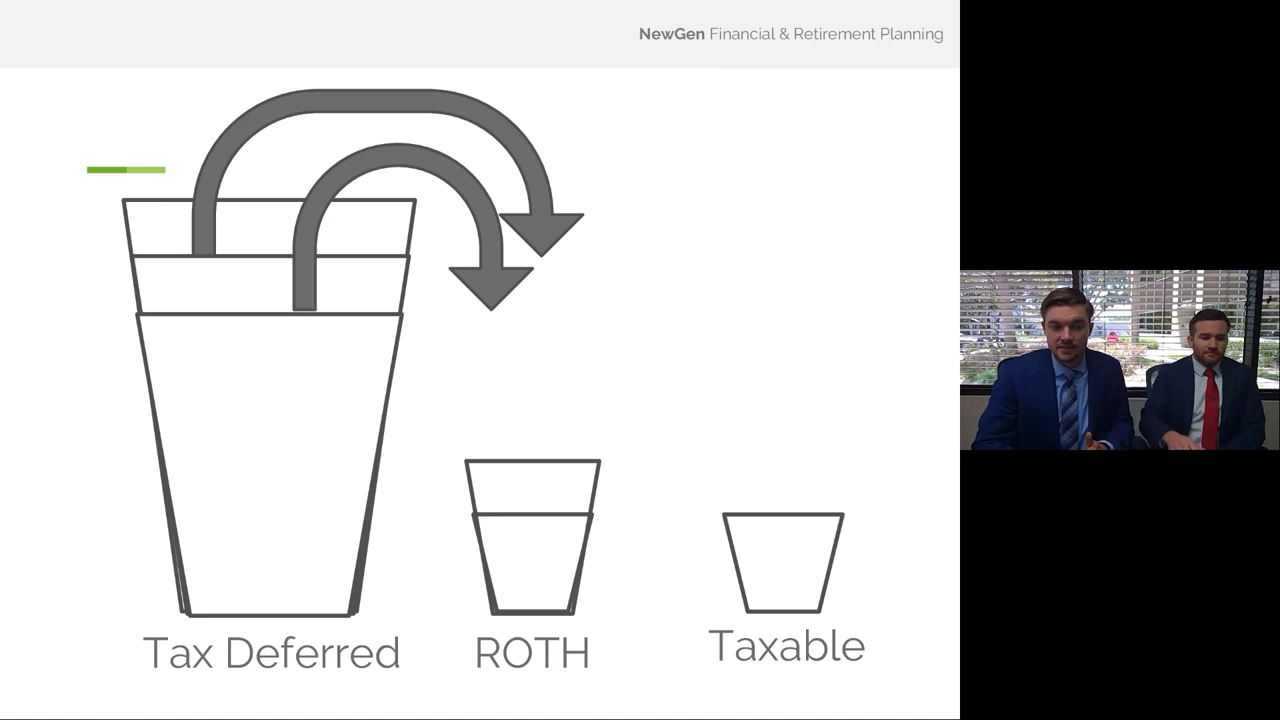 NewGen Financial & Retirement Planning
Tax Deferred
ROTH
Taxable